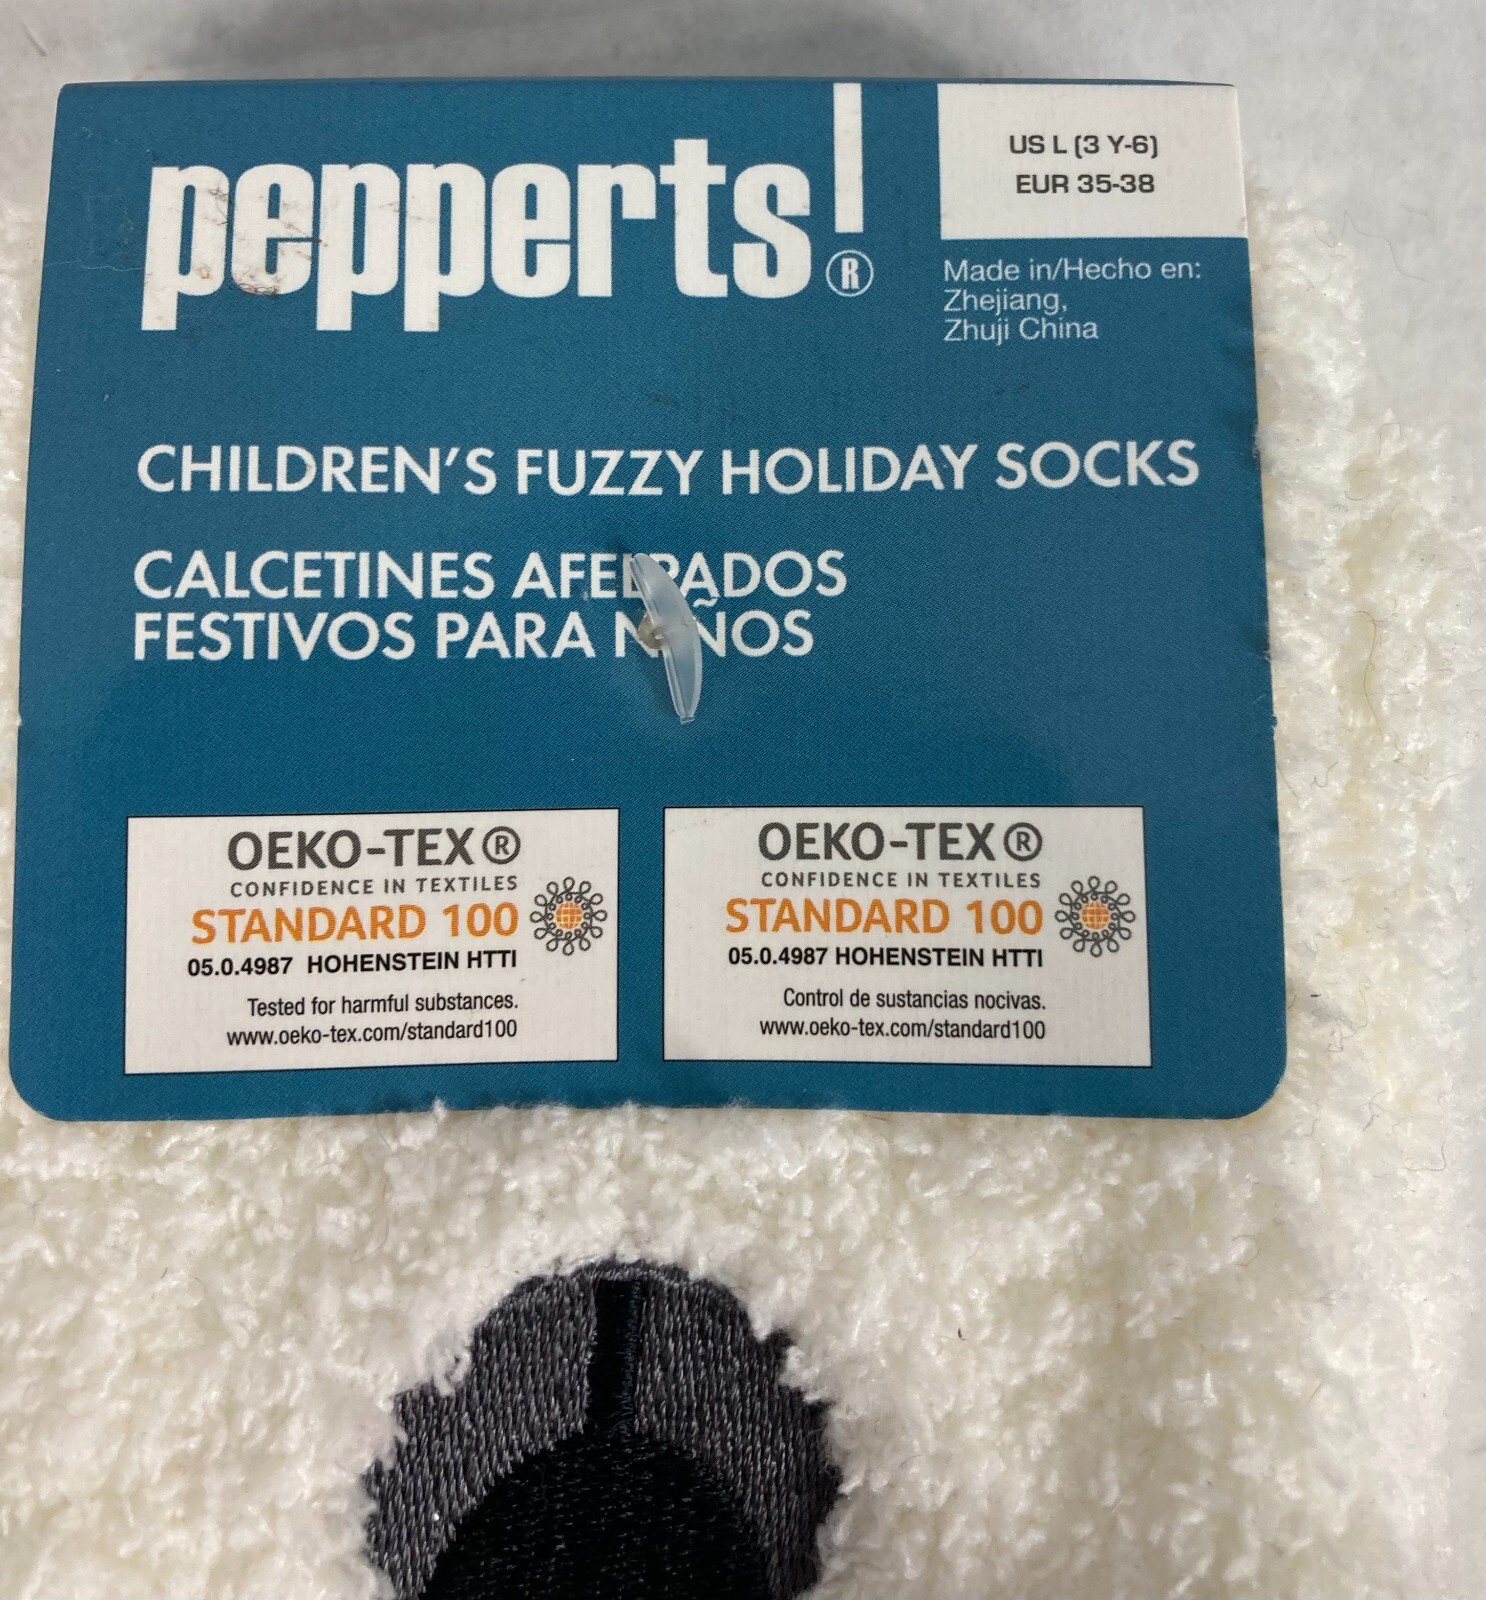 pepperts!®
US L (3 Y-6)
EUR 35-38
Made in/Hecho en:
Zhejiang,
Zhuji China
CHILDREN'S FUZZY HOLIDAY SOCKS
CALCETINES AFELPADOS
FESTIVOS PARA NIÑOS
OEKO-TEX®
CONFIDENCE IN TEXTILES
STANDARD 100
05.0.4987 HOHENSTEIN HTTI
Tested for harmful substances.
www.oeko-tex.com/standard100
OEKO-TEX®
CONFIDENCE IN TEXTILES
STANDARD 100
05.0.4987 HOHENSTEIN HTTI
Control de sustancias nocivas.
www.oeko-tex.com/standard100